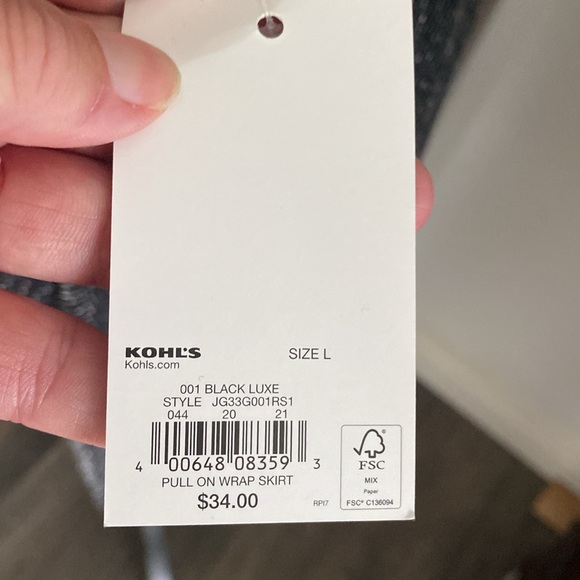 KOHL'S SIZE L
Kohls.com
001 BLACK LUXE
STYLE JG33G001RS1
044 20 21
4 00648 08359 3
PULL ON WRAP SKIRT
$34.00
RPI7
FSC
MIX
Paper
FSC® C136094